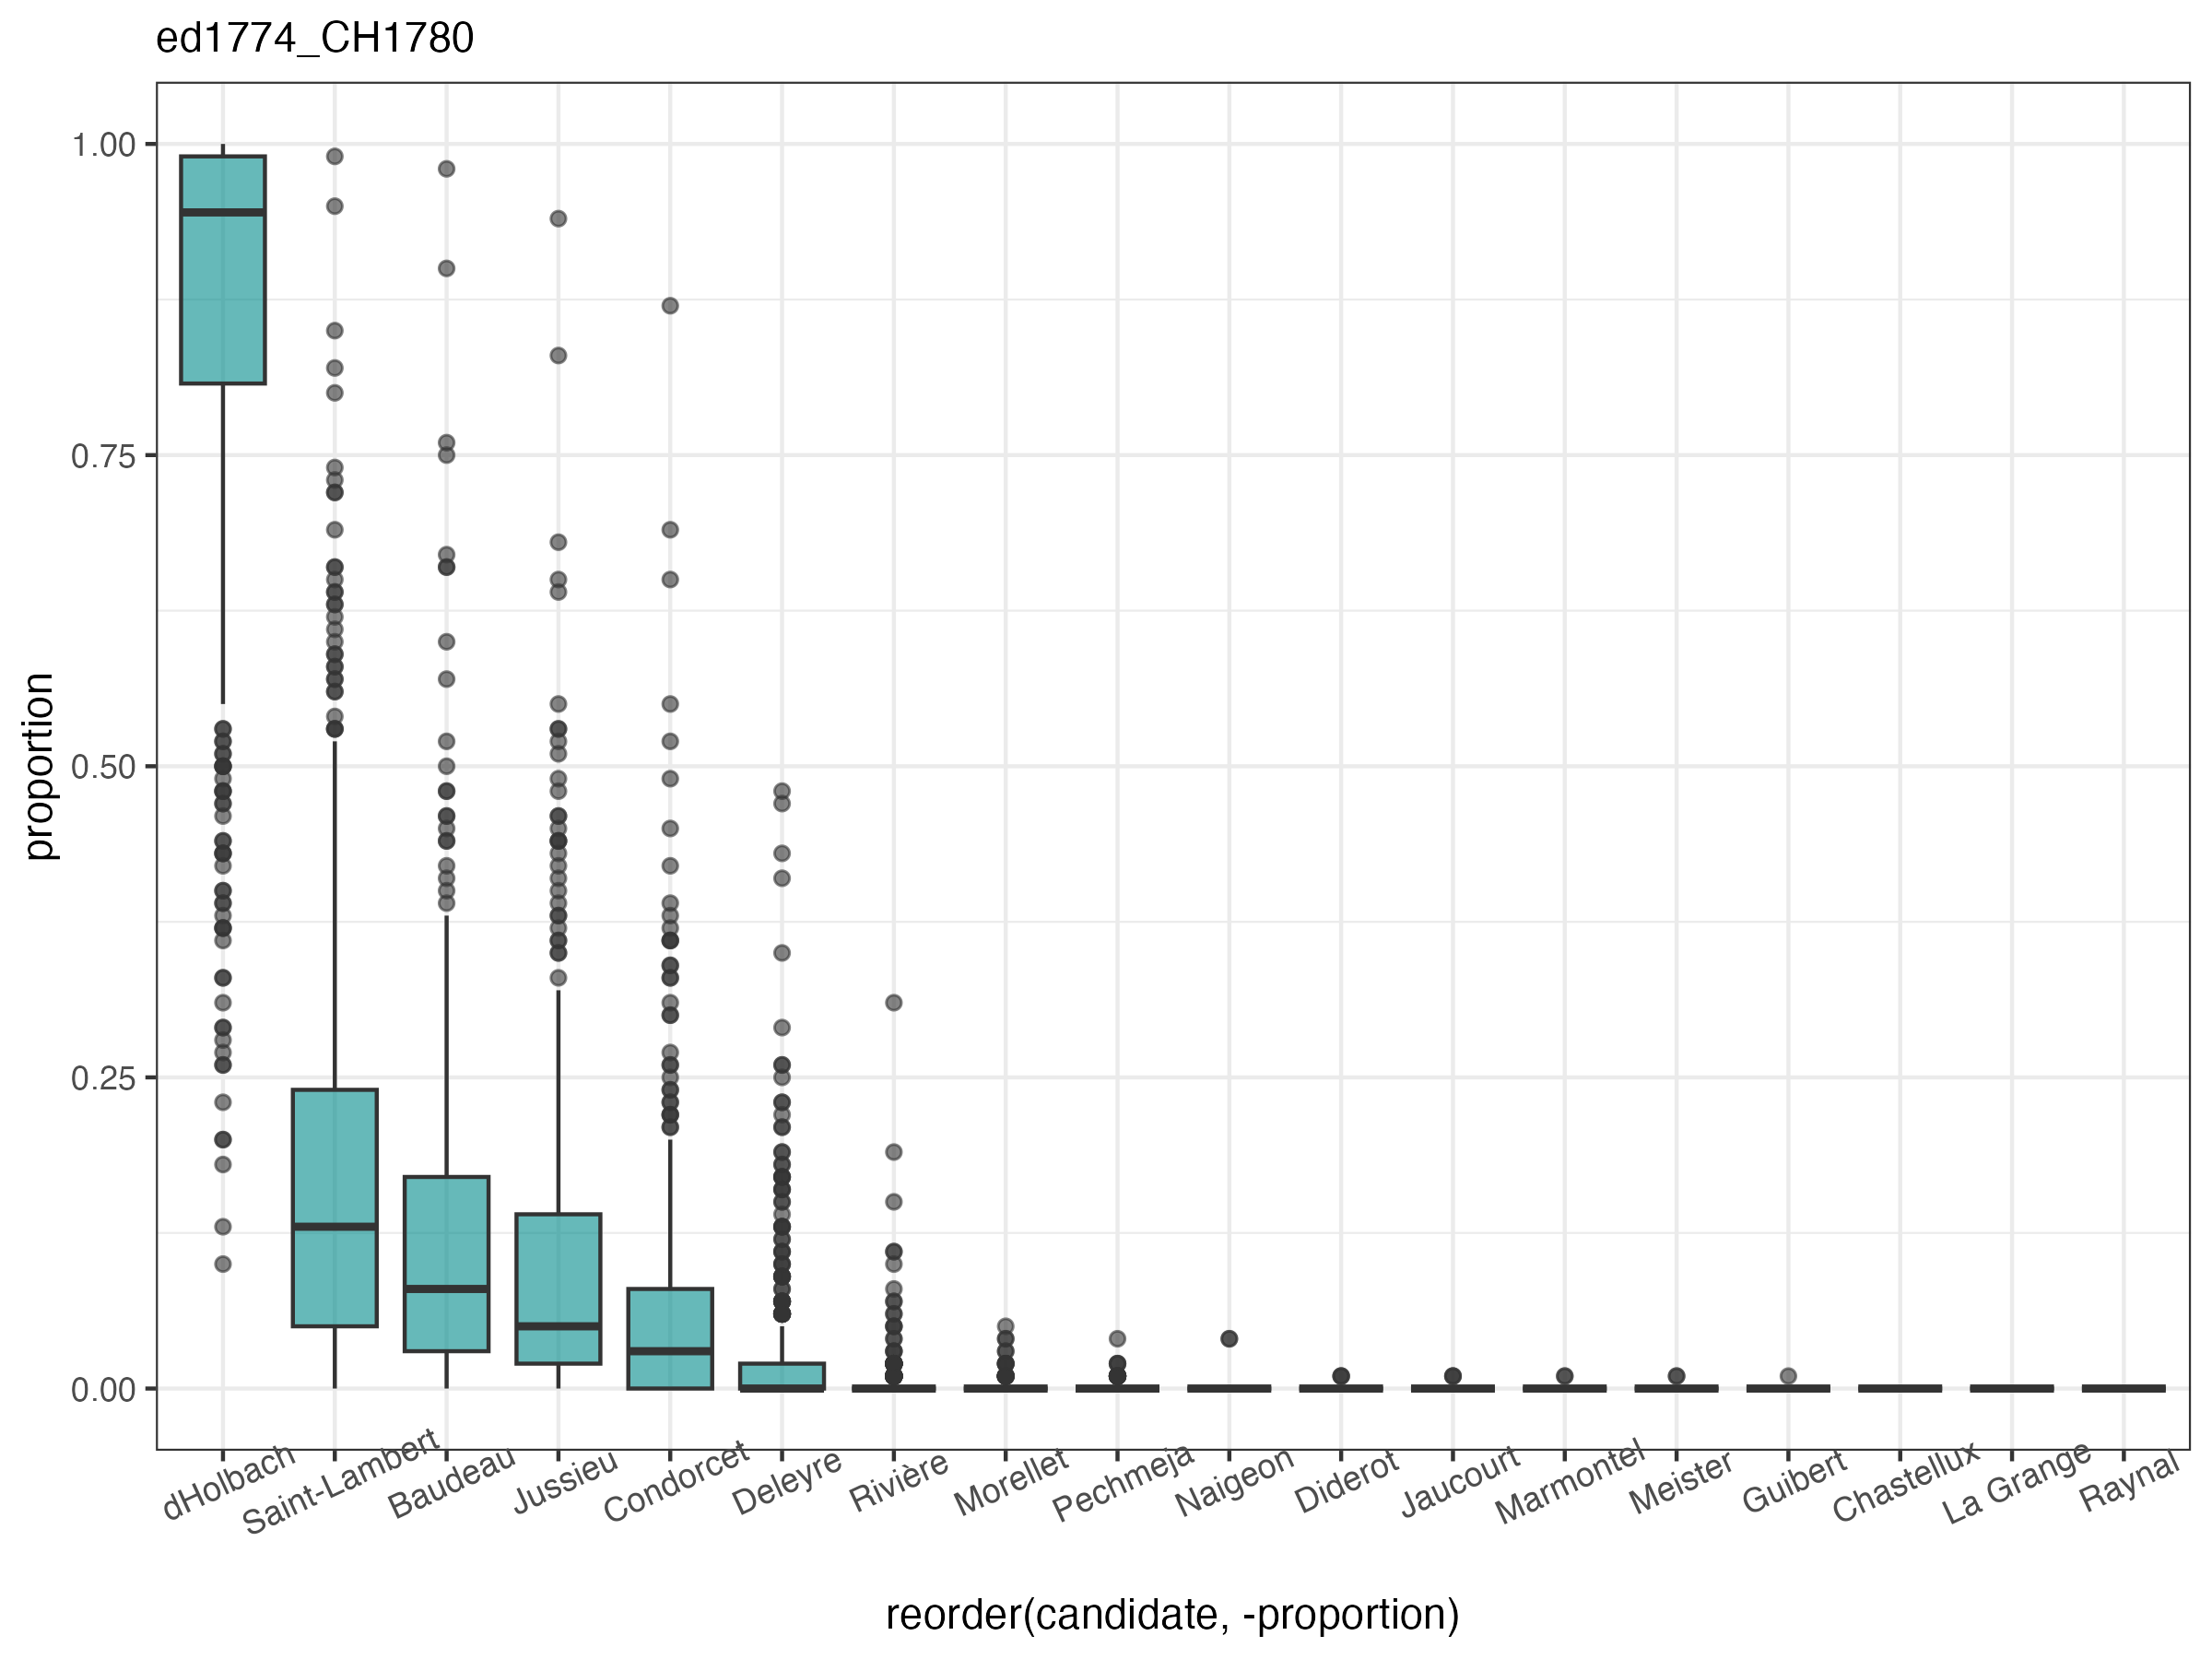 ed1774_CH1780
1.00
0.75
0.50
0.25
0.00
proportion
dHolbach
Saint-Lambert
Baudeau
Jussieu
Condorcet
Deleyre
Rivière
Morellet
Pechmeja
Naigeon
Diderot
Jaucourt
Marmontel
Meister
Guibert
Chastellux
La Grange
Raynal
reorder(candidate, -proportion)